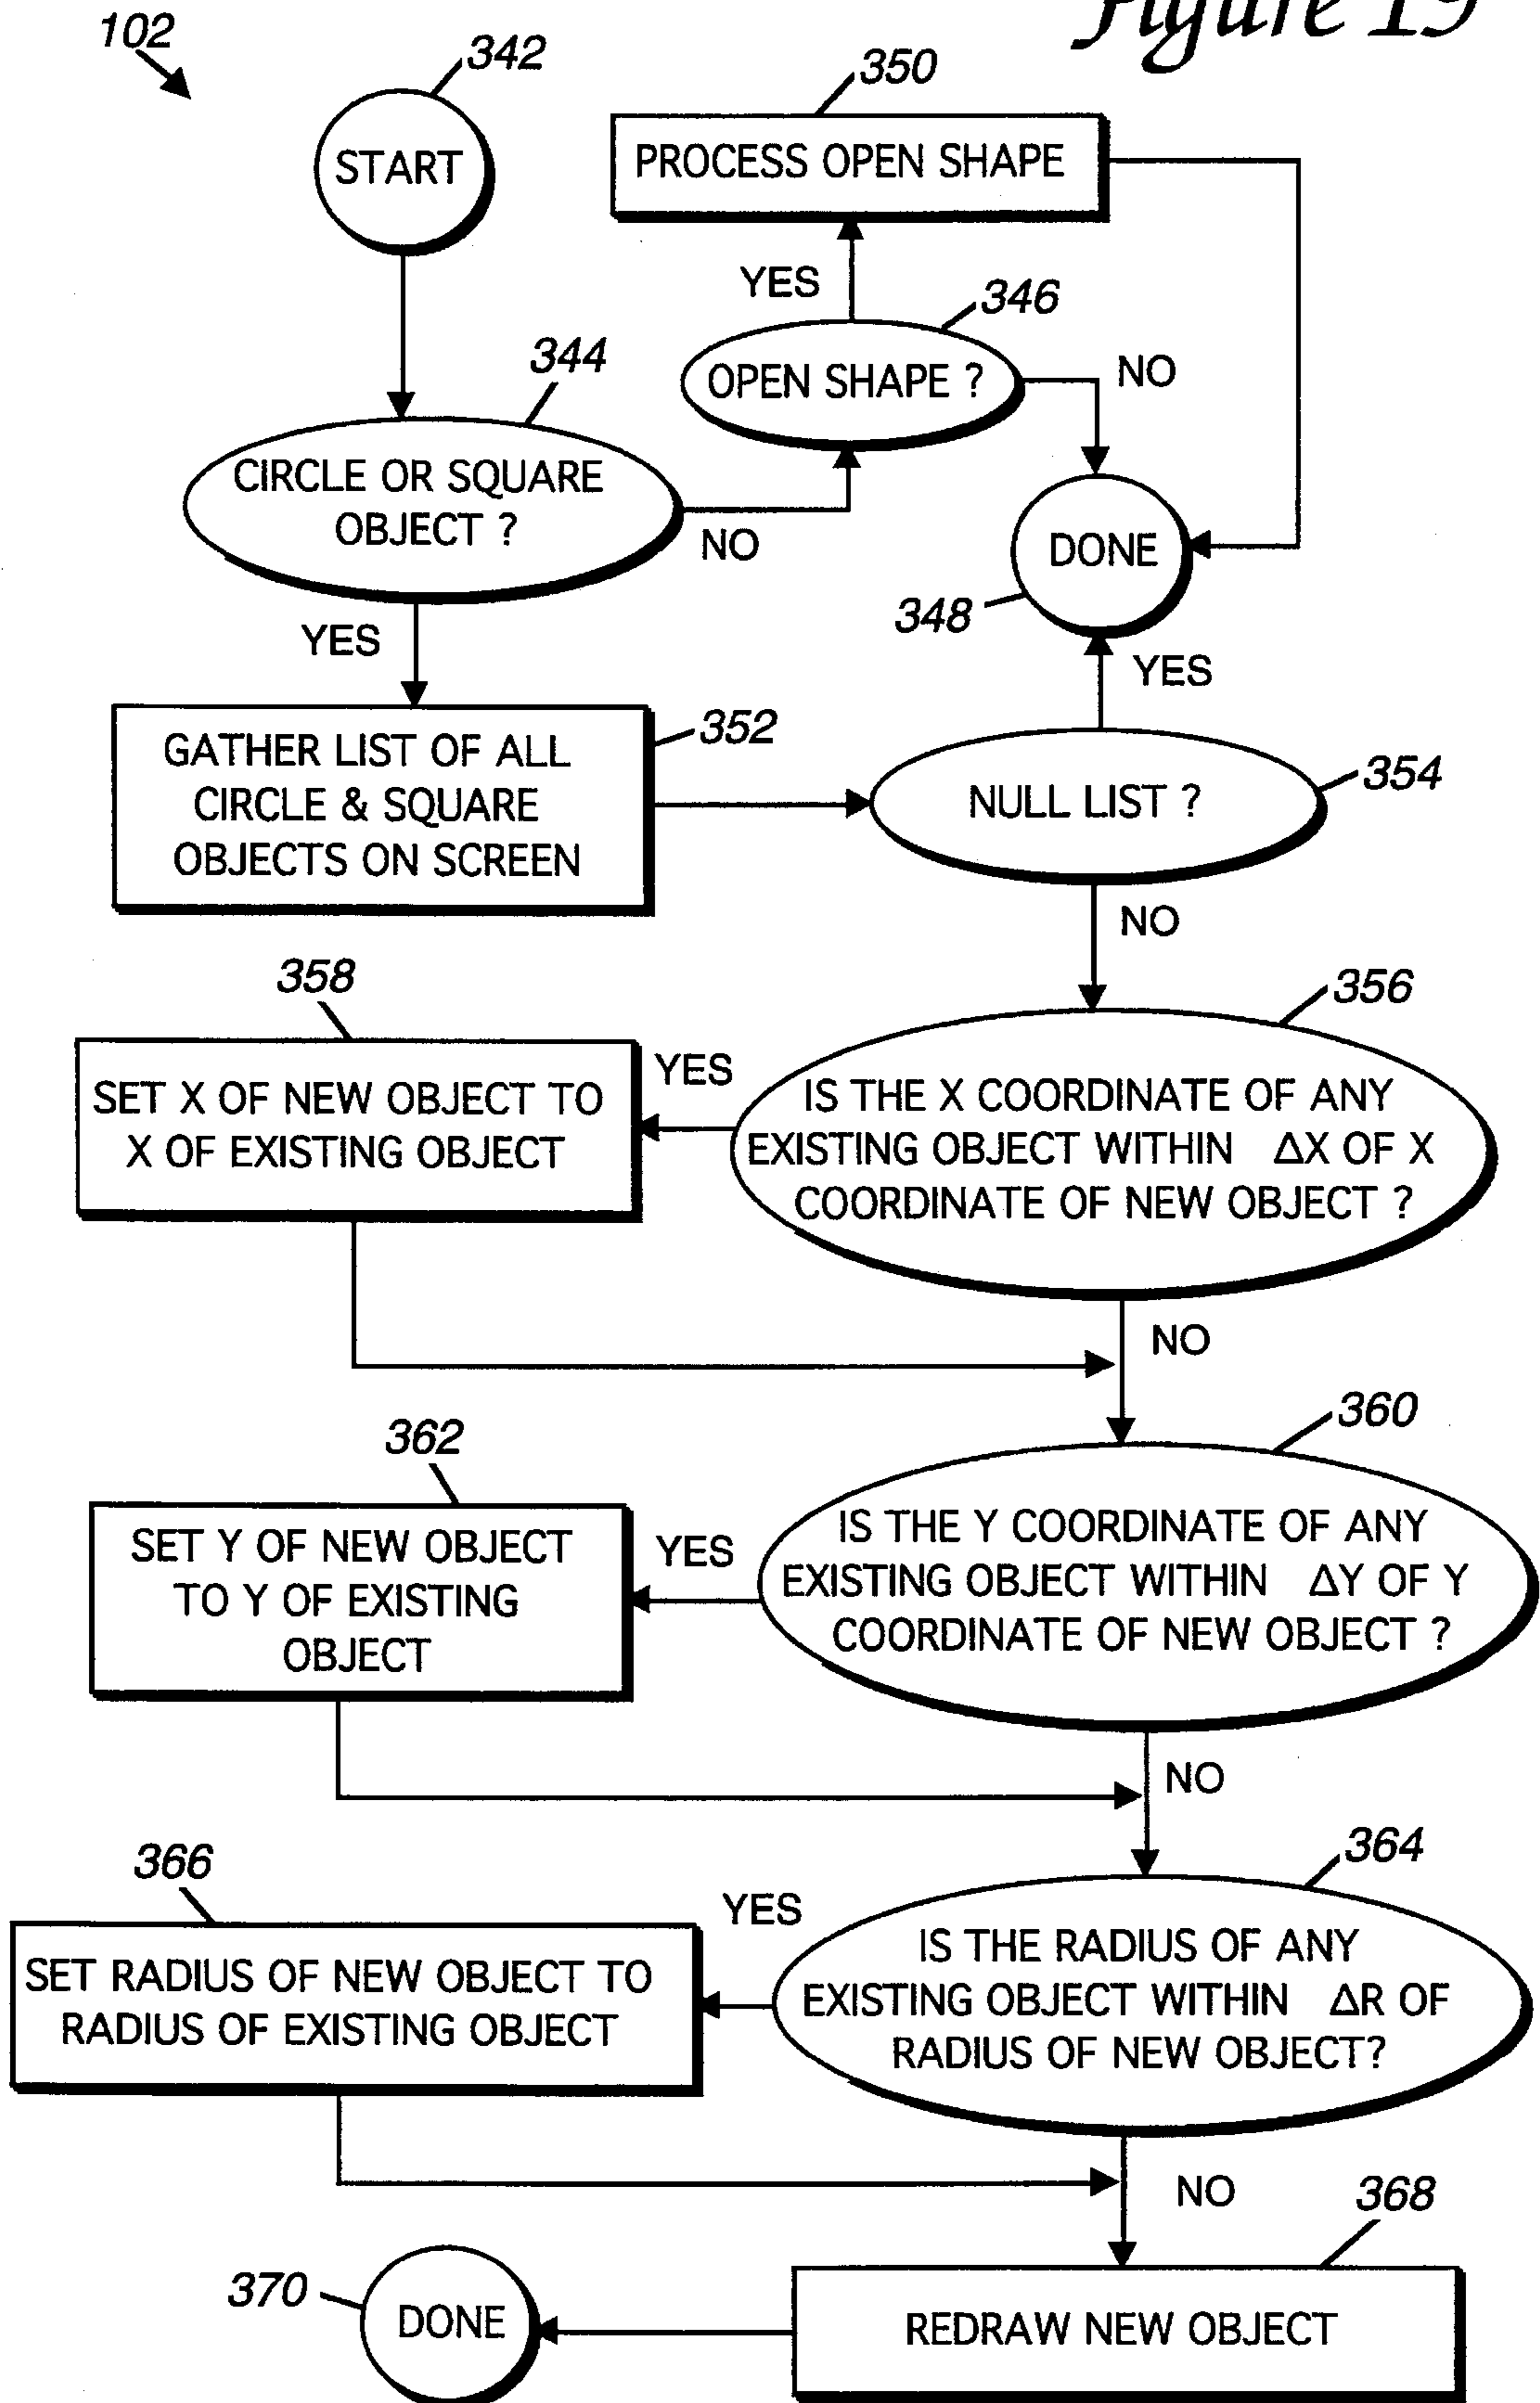 Figure 19
102
342
START
350
PROCESS OPEN SHAPE
YES
346
OPEN SHAPE ?
NO
344
CIRCLE OR SQUARE
OBJECT ?
NO
DONE
348
YES
YES
GATHER LIST OF ALL
CIRCLE & SQUARE
OBJECTS ON SCREEN
352
NULL LIST ?
354
NO
358
356
SET X OF NEW OBJECT TO
X OF EXISTING OBJECT
YES
IS THE X COORDINATE OF ANY
EXISTING OBJECT WITHIN ΔX OF X
COORDINATE OF NEW OBJECT ?
NO
362
360
SET Y OF NEW OBJECT
TO Y OF EXISTING
OBJECT
YES
IS THE Y COORDINATE OF ANY
EXISTING OBJECT WITHIN ΔY OF Y
COORDINATE OF NEW OBJECT ?
NO
366
364
SET RADIUS OF NEW OBJECT TO
RADIUS OF EXISTING OBJECT
YES
IS THE RADIUS OF ANY
EXISTING OBJECT WITHIN ΔR OF
RADIUS OF NEW OBJECT?
NO
368
370
DONE
REDRAW NEW OBJECT